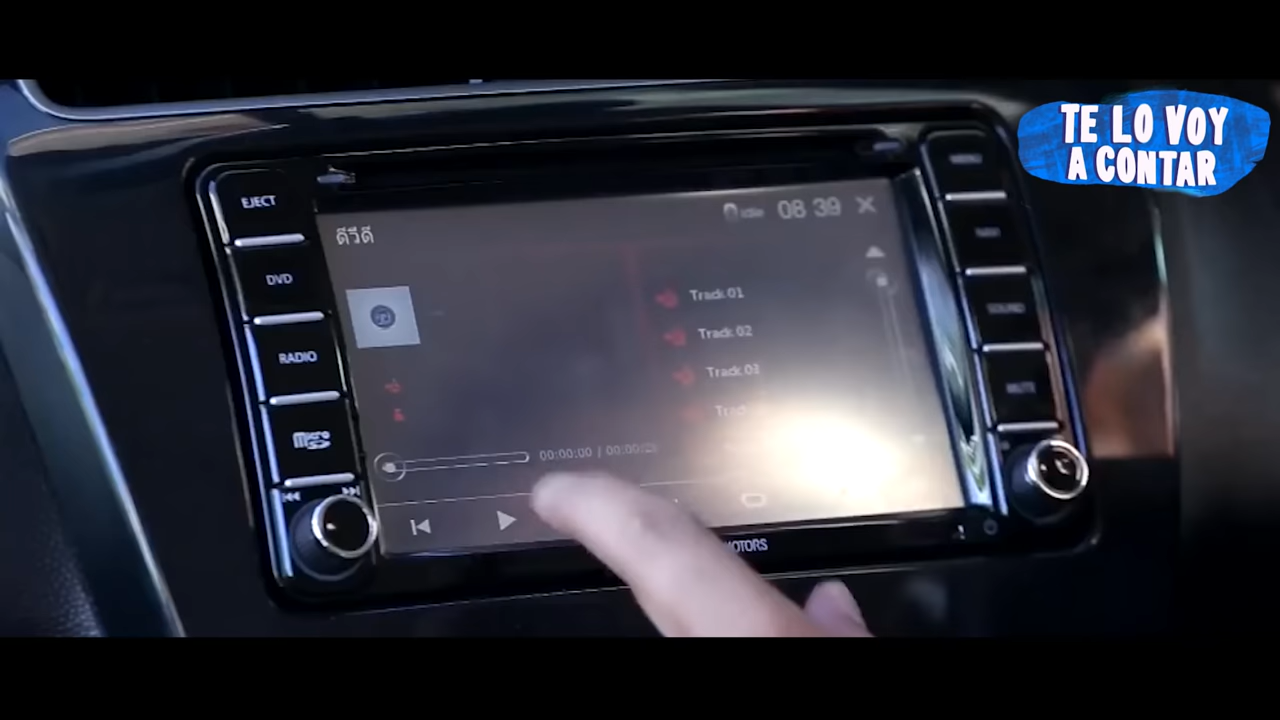 TE LO VOY
A CONTAR
EJECT
DVD
RADIO
micro
ดีวีดี
Idle 08 39
Track 01
Track 02
Track 03
00:00:00 / 00:00:
MENU
NAVI
SOUND
MUTE
MOTORS